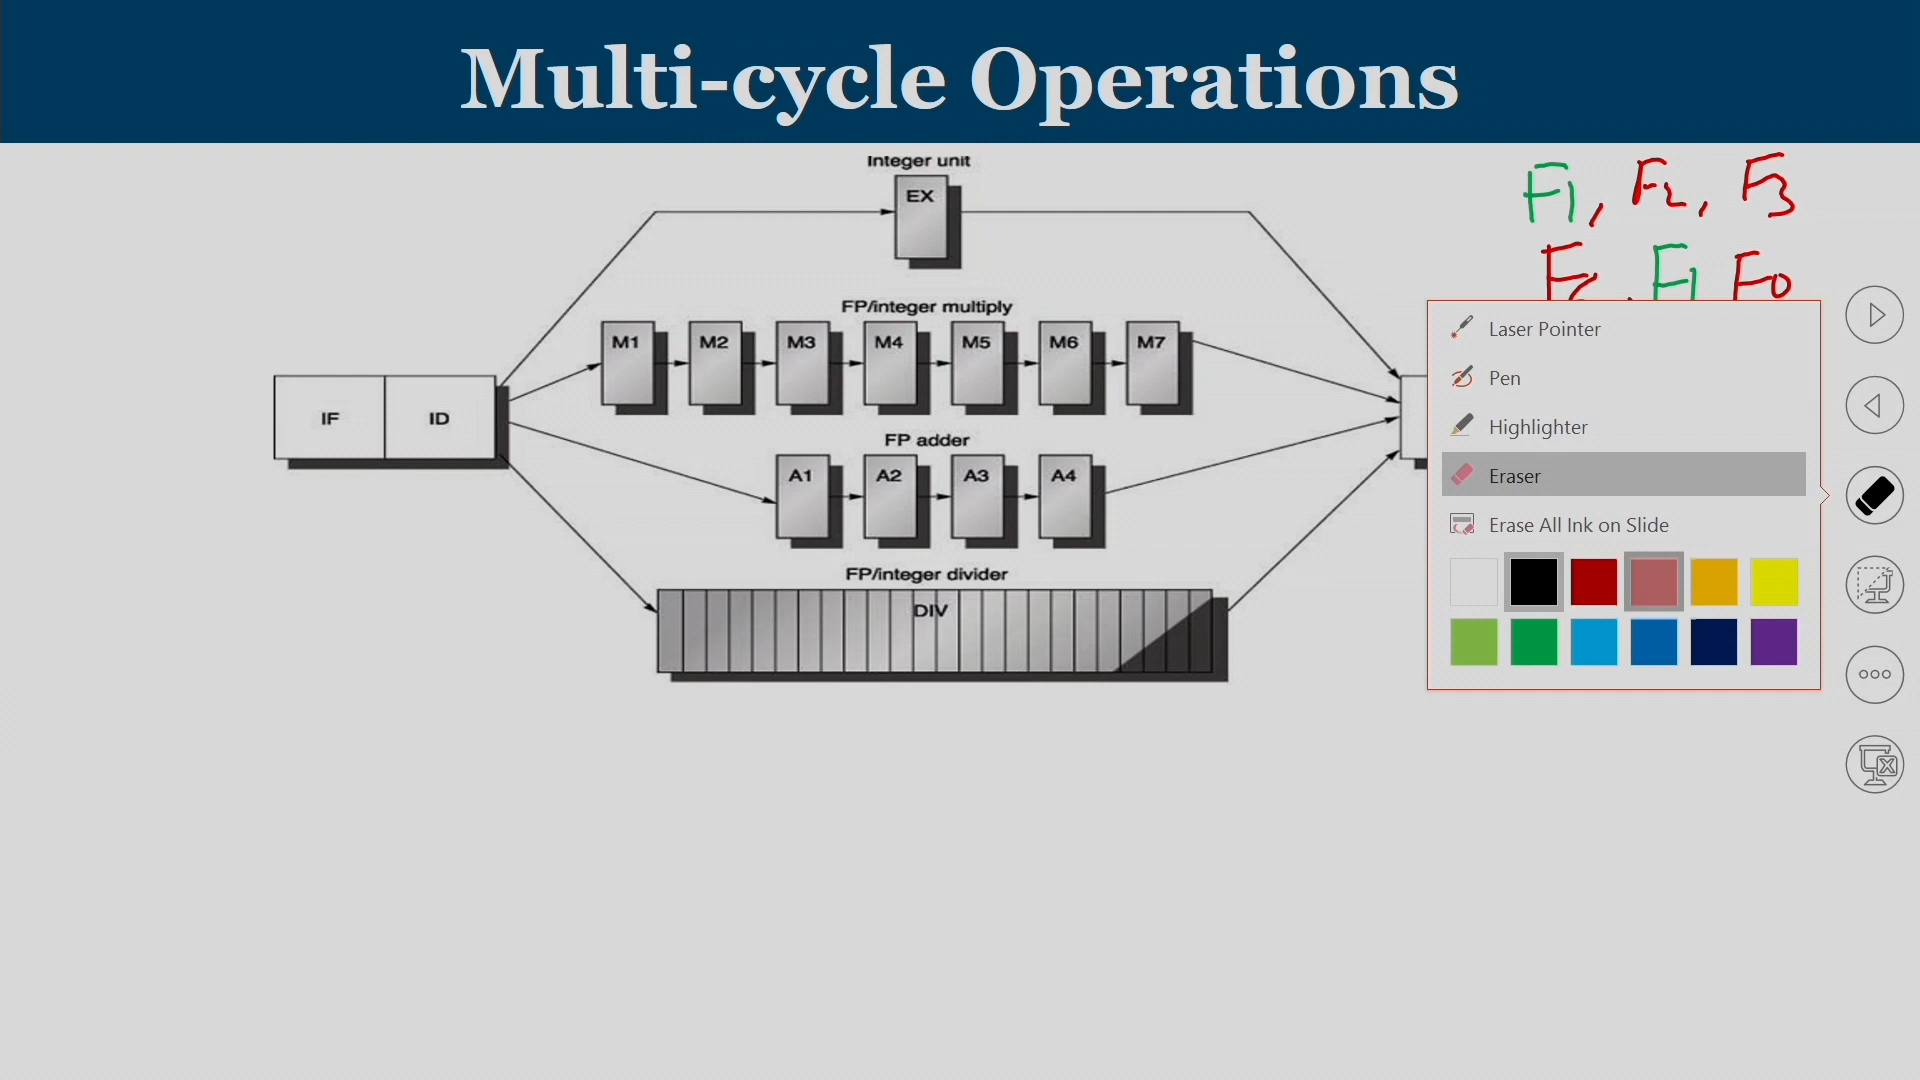 Multi-cycle Operations
Integer unit
EX
F1, F2, F3
F1 F0
FP/integer multiply
M1 M2 M3 M4 M5 M6 M7
IF ID
FP adder
A1 A2 A3 A4
FP/integer divider
DIV
Laser Pointer
Pen
Highlighter
Eraser
Erase All Ink on Slide